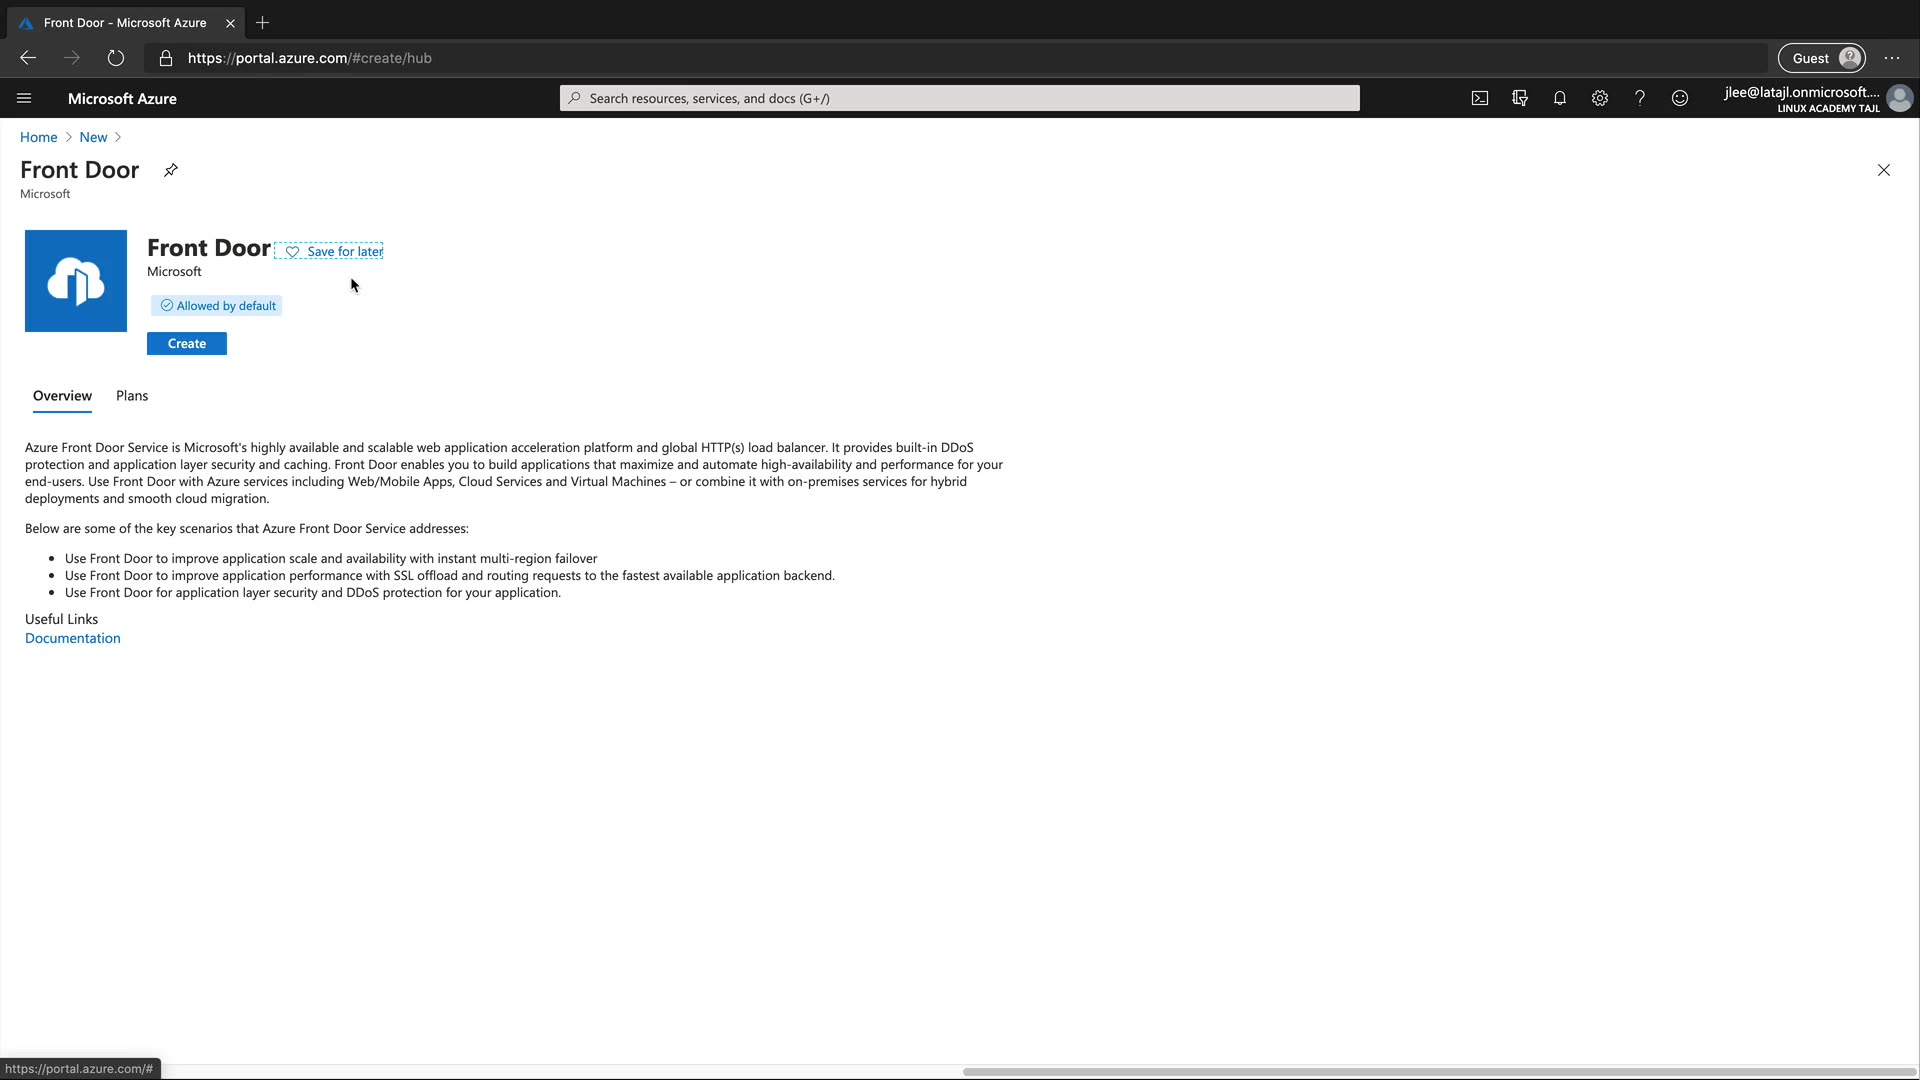 Front Door - Microsoft Azure
https://portal.azure.com/#create/hub
Guest
Microsoft Azure
Search resources, services, and docs (G+/)
jlee@latajl.onmicrosoft....
LINUX ACADEMY TAJL
Home > New >
Front Door
Microsoft
Front Door
Save for later
Microsoft
Allowed by default
Create
Overview
Plans
Azure Front Door Service is Microsoft's highly available and scalable web application acceleration platform and global HTTP(s) load balancer. It provides built-in DDoS
protection and application layer security and caching. Front Door enables you to build applications that maximize and automate high-availability and performance for your
end-users. Use Front Door with Azure services including Web/Mobile Apps, Cloud Services and Virtual Machines – or combine it with on-premises services for hybrid
deployments and smooth cloud migration.
Below are some of the key scenarios that Azure Front Door Service addresses:
• Use Front Door to improve application scale and availability with instant multi-region failover
• Use Front Door to improve application performance with SSL offload and routing requests to the fastest available application backend.
• Use Front Door for application layer security and DDoS protection for your application.
Useful Links
Documentation
https://portal.azure.com/#